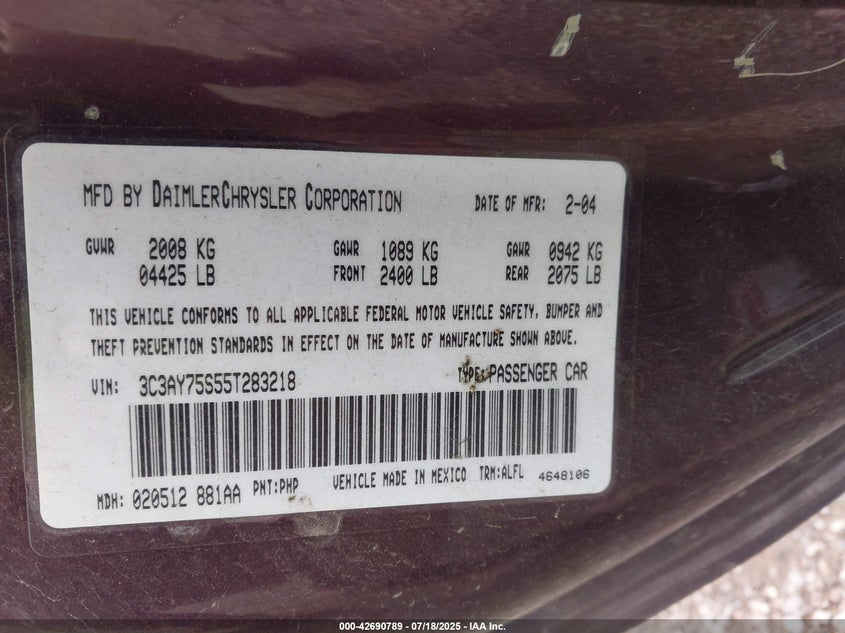 MFD BY DAIMLERCHRYSLER CORPORATION DATE OF MFR: 2-04
GVWR 2008 KG GAWR 1089 KG GAWR 0942 KG
04425 LB FRONT 2400 LB REAR 2075 LB
THIS VEHICLE CONFORMS TO ALL APPLICABLE FEDERAL MOTOR VEHICLE SAFETY, BUMPER AND
THEFT PREVENTION STANDARDS IN EFFECT ON THE DATE OF MANUFACTURE SHOWN ABOVE.
VIN: 3C3AY75S55T283218 TYPE: PASSENGER CAR
MDH: 020512 881AA PNT:PHP VEHICLE MADE IN MEXICO TRM:ALFL 4648106
000-42690789 - 07/18/2025 - IAA Inc.